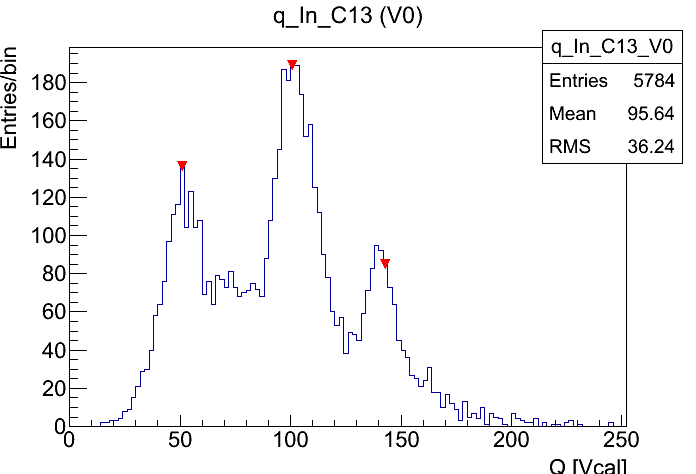 q_In_C13 (V0)
q_In_C13_V0
Entries 5784
Mean 95.64
RMS 36.24
Entries/bin
180
160
140
120
100
80
60
40
20
0
0 50 100 150 200 250
Q [Vcal]